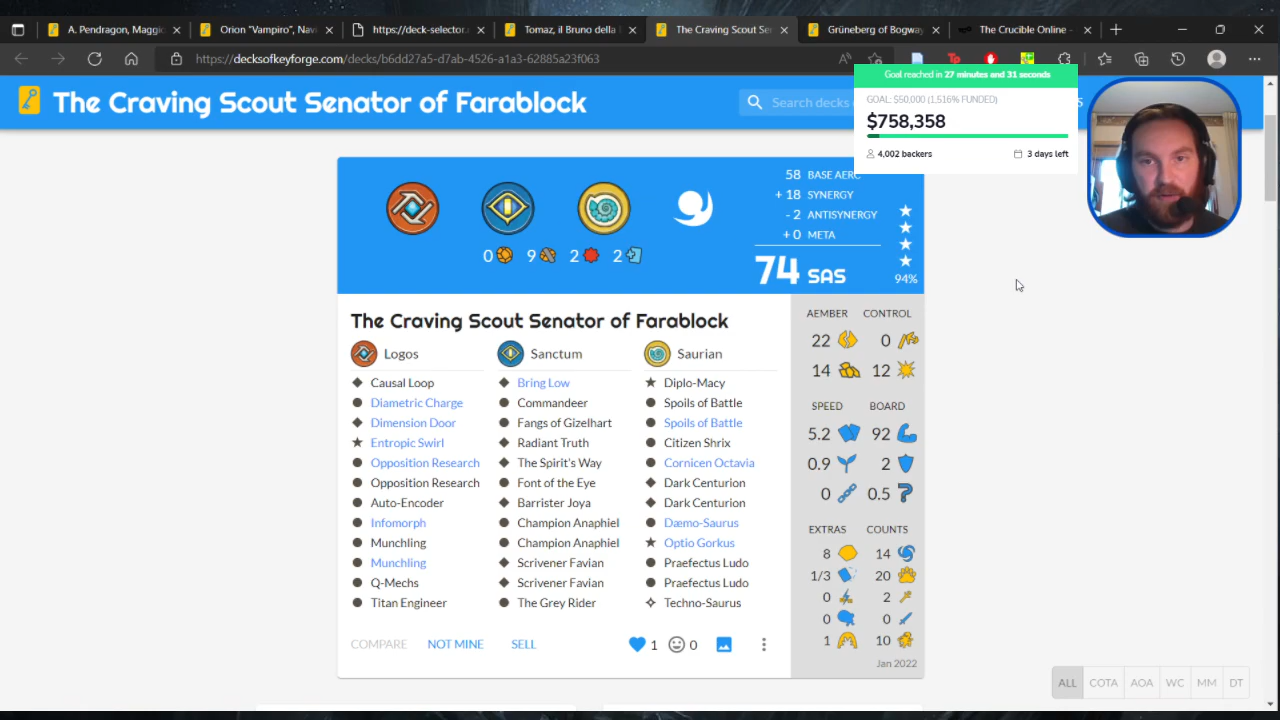 A. Pendragon, Maggio
Orion "Vampiro", Nav
https://deck-selector.
Tomaz, il Bruno della
The Craving Scout Se
Grüneberg of Bogway
The Crucible Online -
https://decksofkeyforge.com/decks/b6dd27a5-d7ab-4526-a1a3-62885a23f063
Goal reached in 27 minutes and 31 seconds
GOAL: $50,000 (1,516% FUNDED)
$758,358
4,002 backers
3 days left
The Craving Scout Senator of Farablock
Search decks
S
58 BASE AERC
+ 18 SYNERGY
- 2 ANTISYNERGY
+ 0 META
0 9 2 2
74 SAS
94%
The Craving Scout Senator of Farablock
Logos
Causal Loop
Diametric Charge
Dimension Door
Entropic Swirl
Opposition Research
Opposition Research
Auto-Encoder
Infomorph
Munchling
Munchling
Q-Mechs
Titan Engineer
Sanctum
Bring Low
Commandeer
Fangs of Gizelhart
Radiant Truth
The Spirit's Way
Font of the Eye
Barrister Joya
Champion Anaphiel
Champion Anaphiel
Scrivener Favian
Scrivener Favian
The Grey Rider
Saurian
Diplo-Macy
Spoils of Battle
Spoils of Battle
Citizen Shrix
Cornicen Octavia
Dark Centurion
Dark Centurion
Dæmo-Saurus
Optio Gorkus
Praefectus Ludo
Praefectus Ludo
Techno-Saurus
AEMBER CONTROL
22 0
14 12
SPEED BOARD
5.2 92
0.9 2
0 0.5
EXTRAS COUNTS
8 14
1/3 20
0 2
0 0
1 10
Jan 2022
COMPARE NOT MINE SELL 1 0
ALL COTA AOA WC MM DT